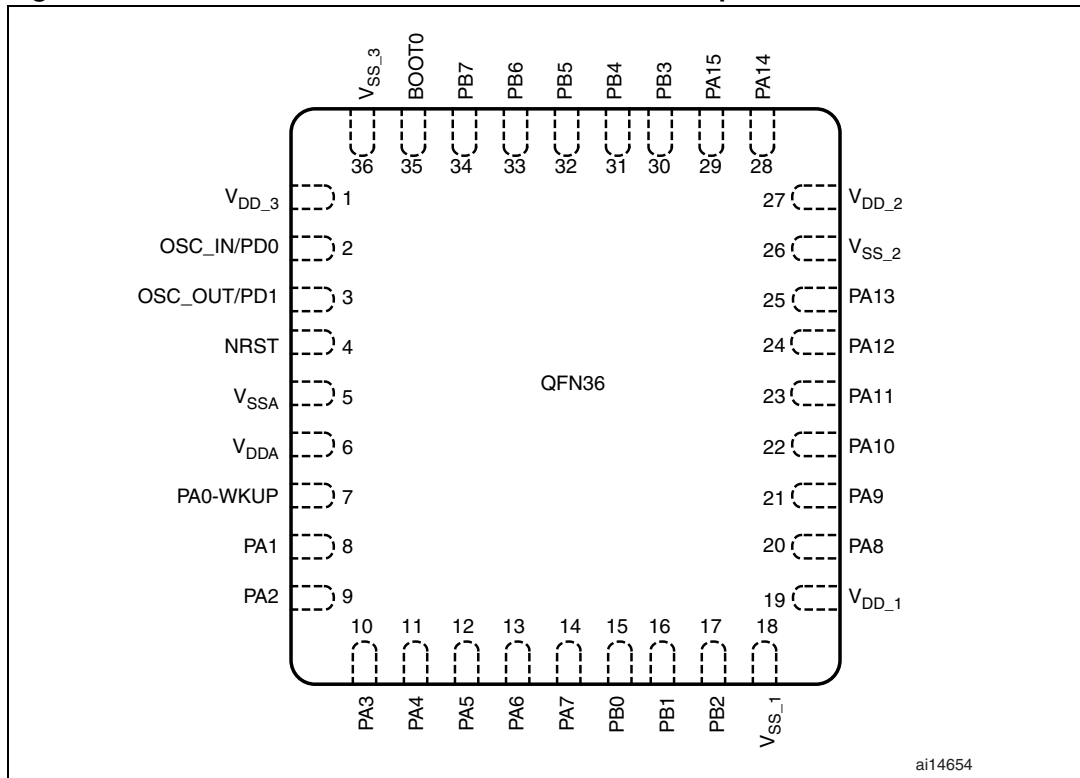 VSS_3
BOOT0
PB7
PB6
PB5
PB4
PB3
PA15
PA14
36 35 34 33 32 31 30 29 28
VDD_3 1 27 VDD_2
OSC_IN/PD0 2 26 VSS_2
OSC_OUT/PD1 3 25 PA13
NRST 4 24 PA12
QFN36
VSSA 5 23 PA11
VDDA 6 22 PA10
PA0-WKUP 7 21 PA9
PA1 8 20 PA8
PA2 9 19 VDD_1
10 11 12 13 14 15 16 17 18
PA3
PA4
PA5
PA6
PA7
PB0
PB1
PB2
VSS_1
ai14654